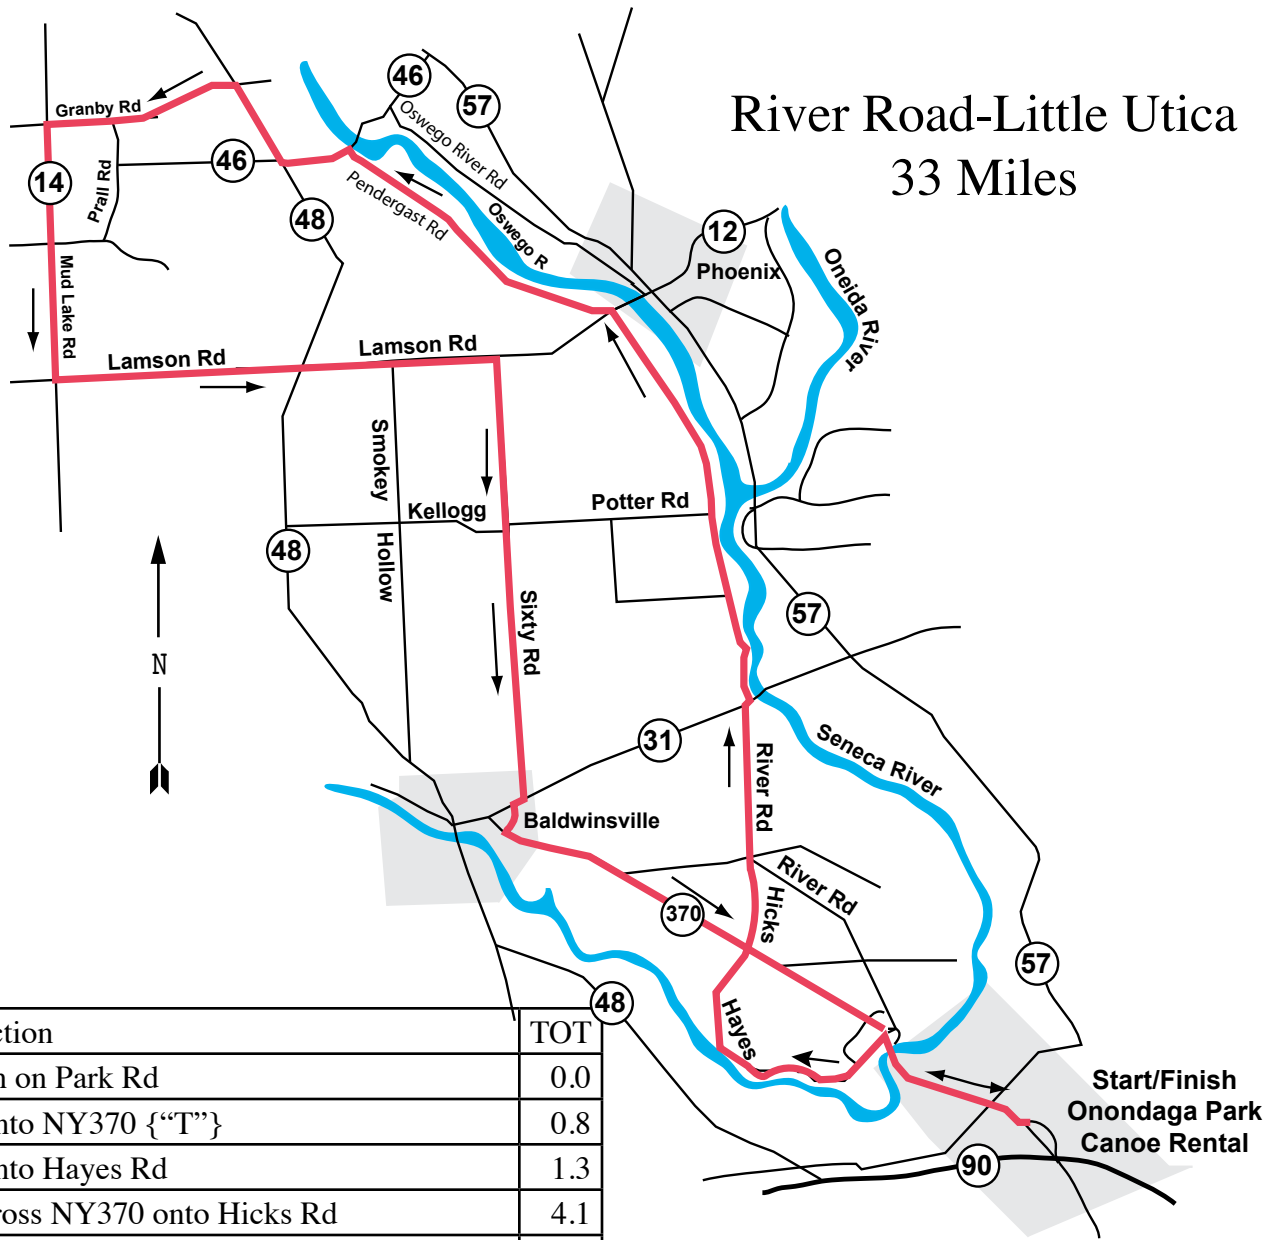 River Road-Little Utica
33 Miles
46
57
Granby Rd
Oswego River Rd
46
14
Prall Rd
Pendergast Rd
48
Oswego R
12
Phoenix
Oneida River
Mud Lake Rd
Lamson Rd
Lamson Rd
Smokey
Hollow
Kellogg
Potter Rd
48
Sixty Rd
57
N
31
River Rd
Seneca River
Baldwinsville
River Rd
Hicks
370
57
48
Hayes
Start/Finish
Onondaga Park
Canoe Rental
90
ction TOT
n on Park Rd 0.0
nto NY370 {“T”} 0.8
nto Hayes Rd 1.3
ross NY370 onto Hicks Rd 4.1